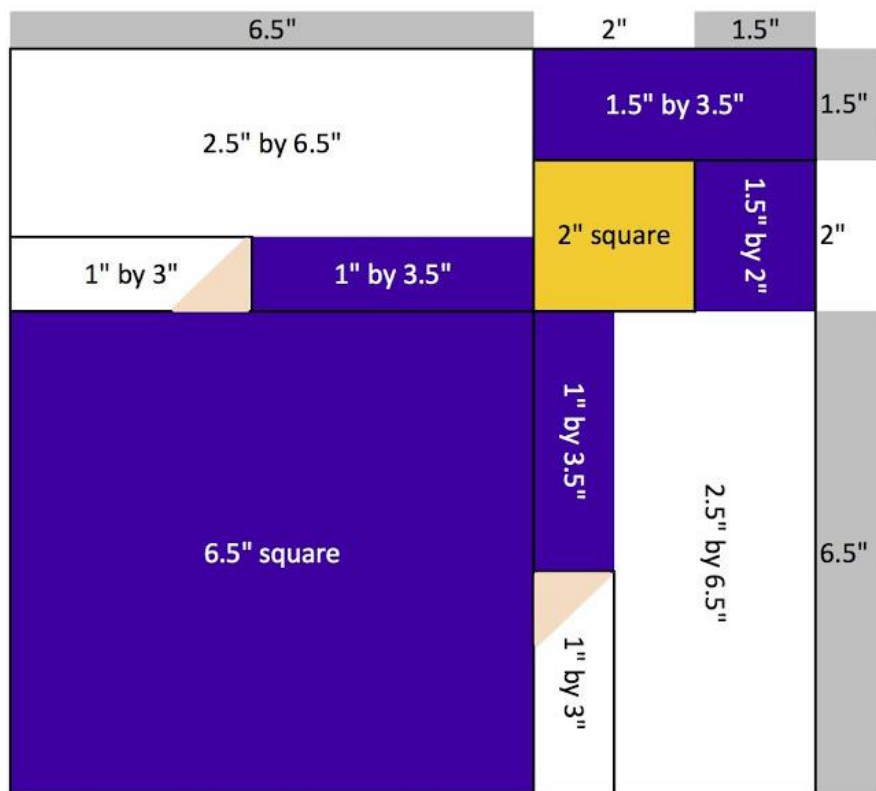 6.5" 2" 1.5"
1.5" by 3.5" 1.5"
2.5" by 6.5"
2" square 1.5" by 2" 2"
1" by 3" 1" by 3.5"
1" by 3.5"
6.5" square 2.5" by 6.5" 6.5"
1" by 3"